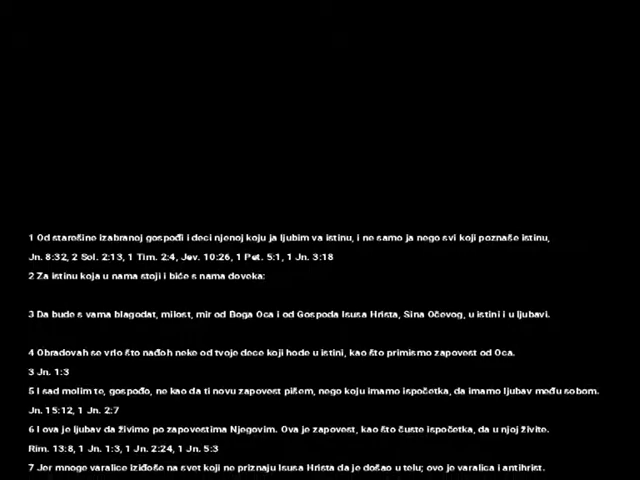 1 Od starešine izabranoj gospođi i deci njenoj koju ja ljubim va istinu, i ne samo ja nego svi koji poznaše istinu,
Jn. 8:32, 2 Sol. 2:13, 1 Tim. 2:4, Jev. 10:26, 1 Pet. 5:1, 1 Jn. 3:18
2 Za istinu koja u nama stoji i biće s nama doveka:
3 Da bude s vama blagodat, milost, mir od Boga Oca i od Gospoda Isusa Hrista, Sina Očevog, u istini i u ljubavi.
4 Obradovah se vrlo što nađoh neke od tvoje dece koji hode u istini, kao što primismo zapovest od Oca.
3 Jn. 1:3
5 I sad molim te, gospođo, ne kao da ti novu zapovest pišem, nego koju imamo ispočetka, da imamo ljubav među sobom.
Jn. 15:12, 1 Jn. 2:7
6 I ova je ljubav da živimo po zapovestima Njegovim. Ova je zapovest, kao što čuste ispočetka, da u njoj živite.
Rim. 13:8, 1 Jn. 1:3, 1 Jn. 2:24, 1 Jn. 5:3
7 Jer mnoge varalice iziđoše na svet koji ne priznaju Isusa Hrista da je došao u telu; ovo je varalica i antihrist.